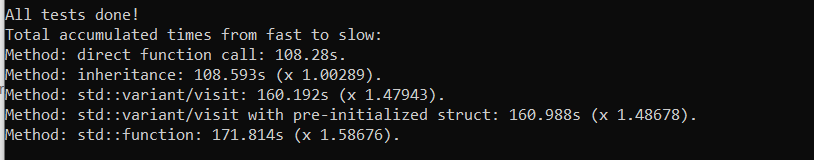 All tests done!
Total accumulated times from fast to slow:
Method: direct function call: 108.28s.
Method: inheritance: 108.593s (x 1.00289).
Method: std::variant/visit: 160.192s (x 1.47943).
Method: std::variant/visit with pre-initialized struct: 160.988s (x 1.48678).
Method: std::function: 171.814s (x 1.58676).